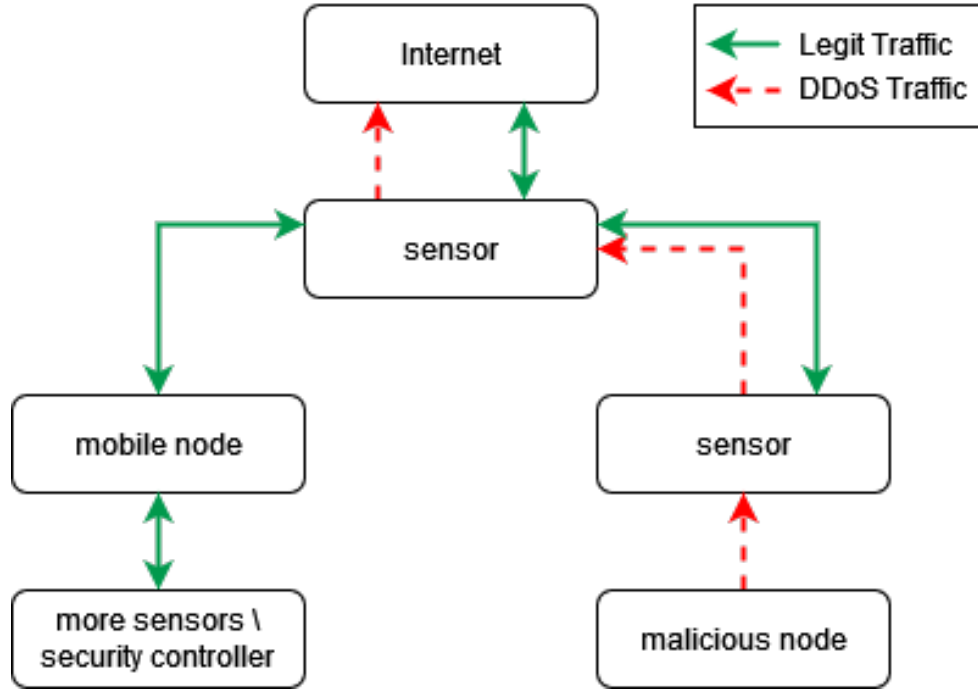 Internet
Legit Traffic
DDoS Traffic
sensor
mobile node
sensor
more sensors \
security controller
malicious node